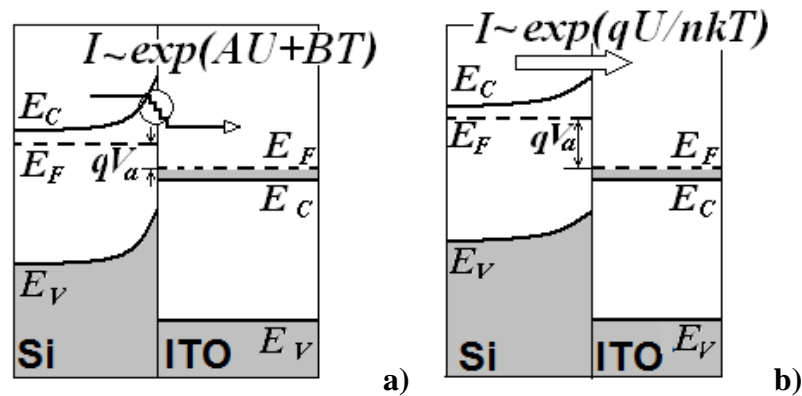 I~exp(AU+BT)
E_C
E_F
qV_a
E_F
E_C
E_V
E_V
Si
ITO
a)
I~exp(qU/nkT)
E_C
E_F
qV_a
E_F
E_C
E_V
E_V
Si
ITO
b)